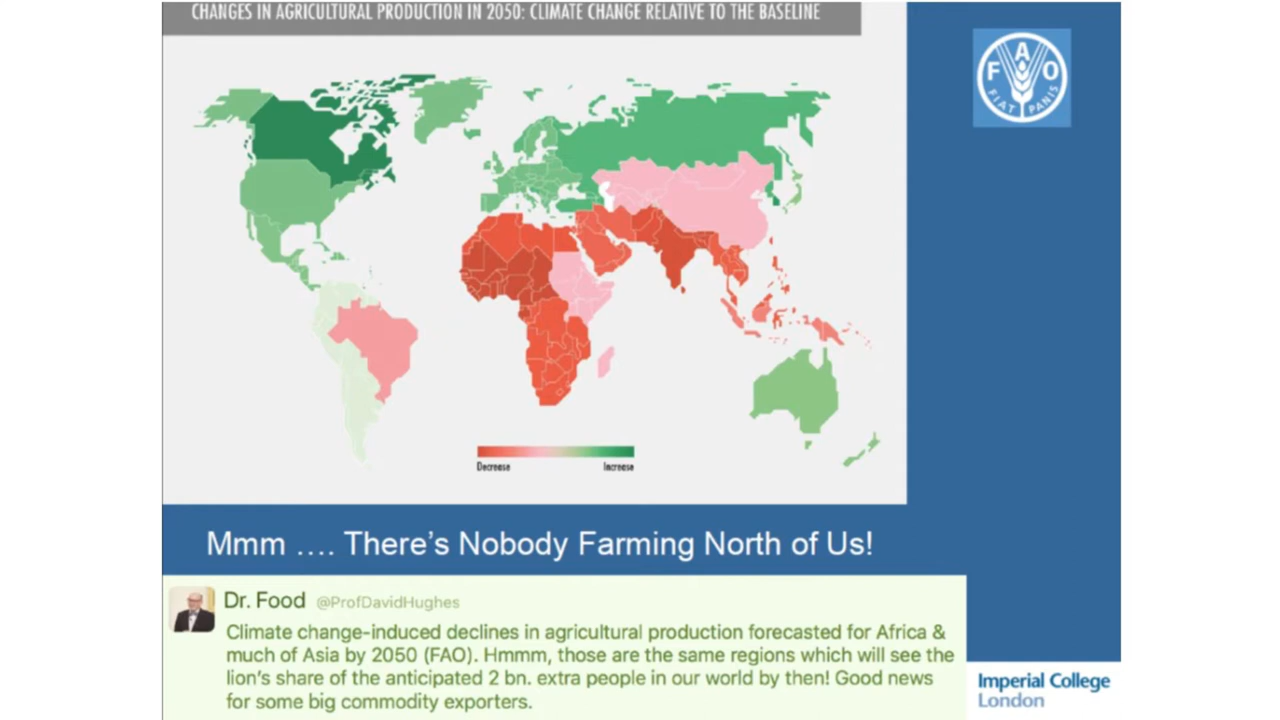 CHANGES IN AGRICULTURAL PRODUCTION IN 2050: CLIMATE CHANGE RELATIVE TO THE BASELINE
F A O
FIAT PANIS
Decrease Increase
Mmm …. There's Nobody Farming North of Us!
Dr. Food @ProfDavidHughes
Climate change-induced declines in agricultural production forecasted for Africa &
much of Asia by 2050 (FAO). Hmmm, those are the same regions which will see the
lion's share of the anticipated 2 bn. extra people in our world by then! Good news
for some big commodity exporters.
Imperial College
London